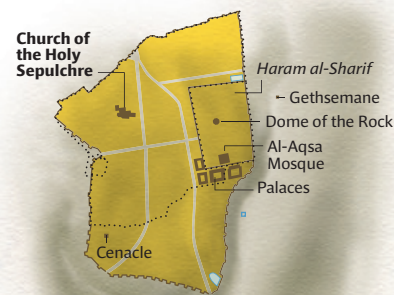 Church of
the Holy
Sepulchre
Haram al-Sharif
Gethsemane
Dome of the Rock
Al-Aqsa
Mosque
Palaces
Cenacle